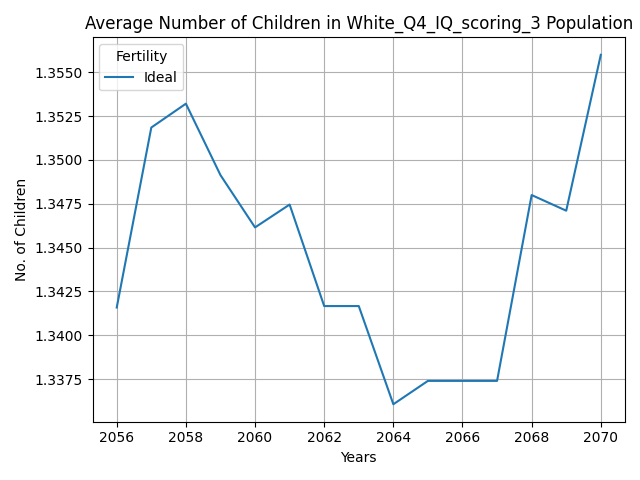 Average Number of Children in White_Q4_IQ_scoring_3 Population
Fertility
Ideal
1.3550
1.3525
1.3500
1.3475
1.3450
1.3425
1.3400
1.3375
No. of Children
2056 2058 2060 2062 2064 2066 2068 2070
Years